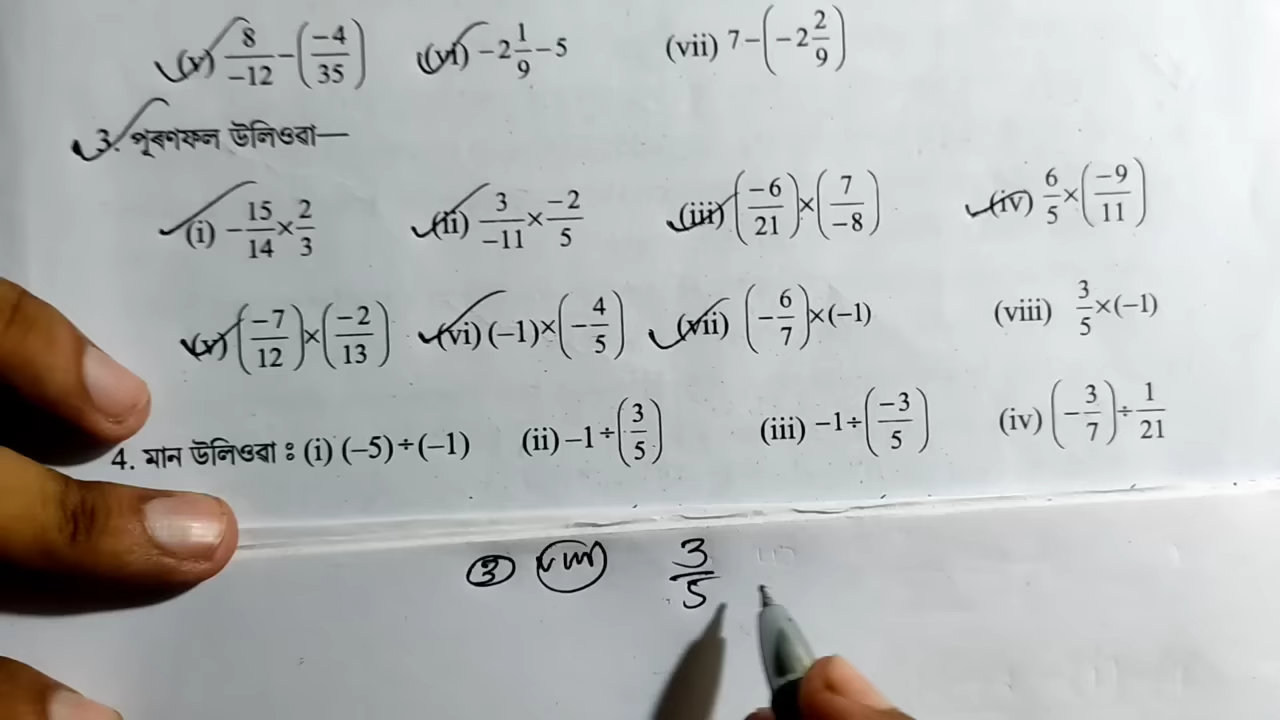 (v) 8/-12 - (-4/35) (vi) -2 1/9 - 5 (vii) 7 - (-2 2/9)
3. পূৰণফল উলিওৱা—
(i) -15/14 × 2/3 (ii) 3/-11 × -2/5 (iii) (-6/21) × (7/-8) (iv) 6/5 × (-9/11)
(v) (-7/12) × (-2/13) (vi) (-1) × (-4/5) (vii) (-6/7) × (-1) (viii) 3/5 × (-1)
4. মান উলিওৱা ঃ (i) (-5) ÷ (-1) (ii) -1 ÷ (3/5) (iii) -1 ÷ (-3/5) (iv) (-3/7) ÷ 1/21
3 (viii) 3/5